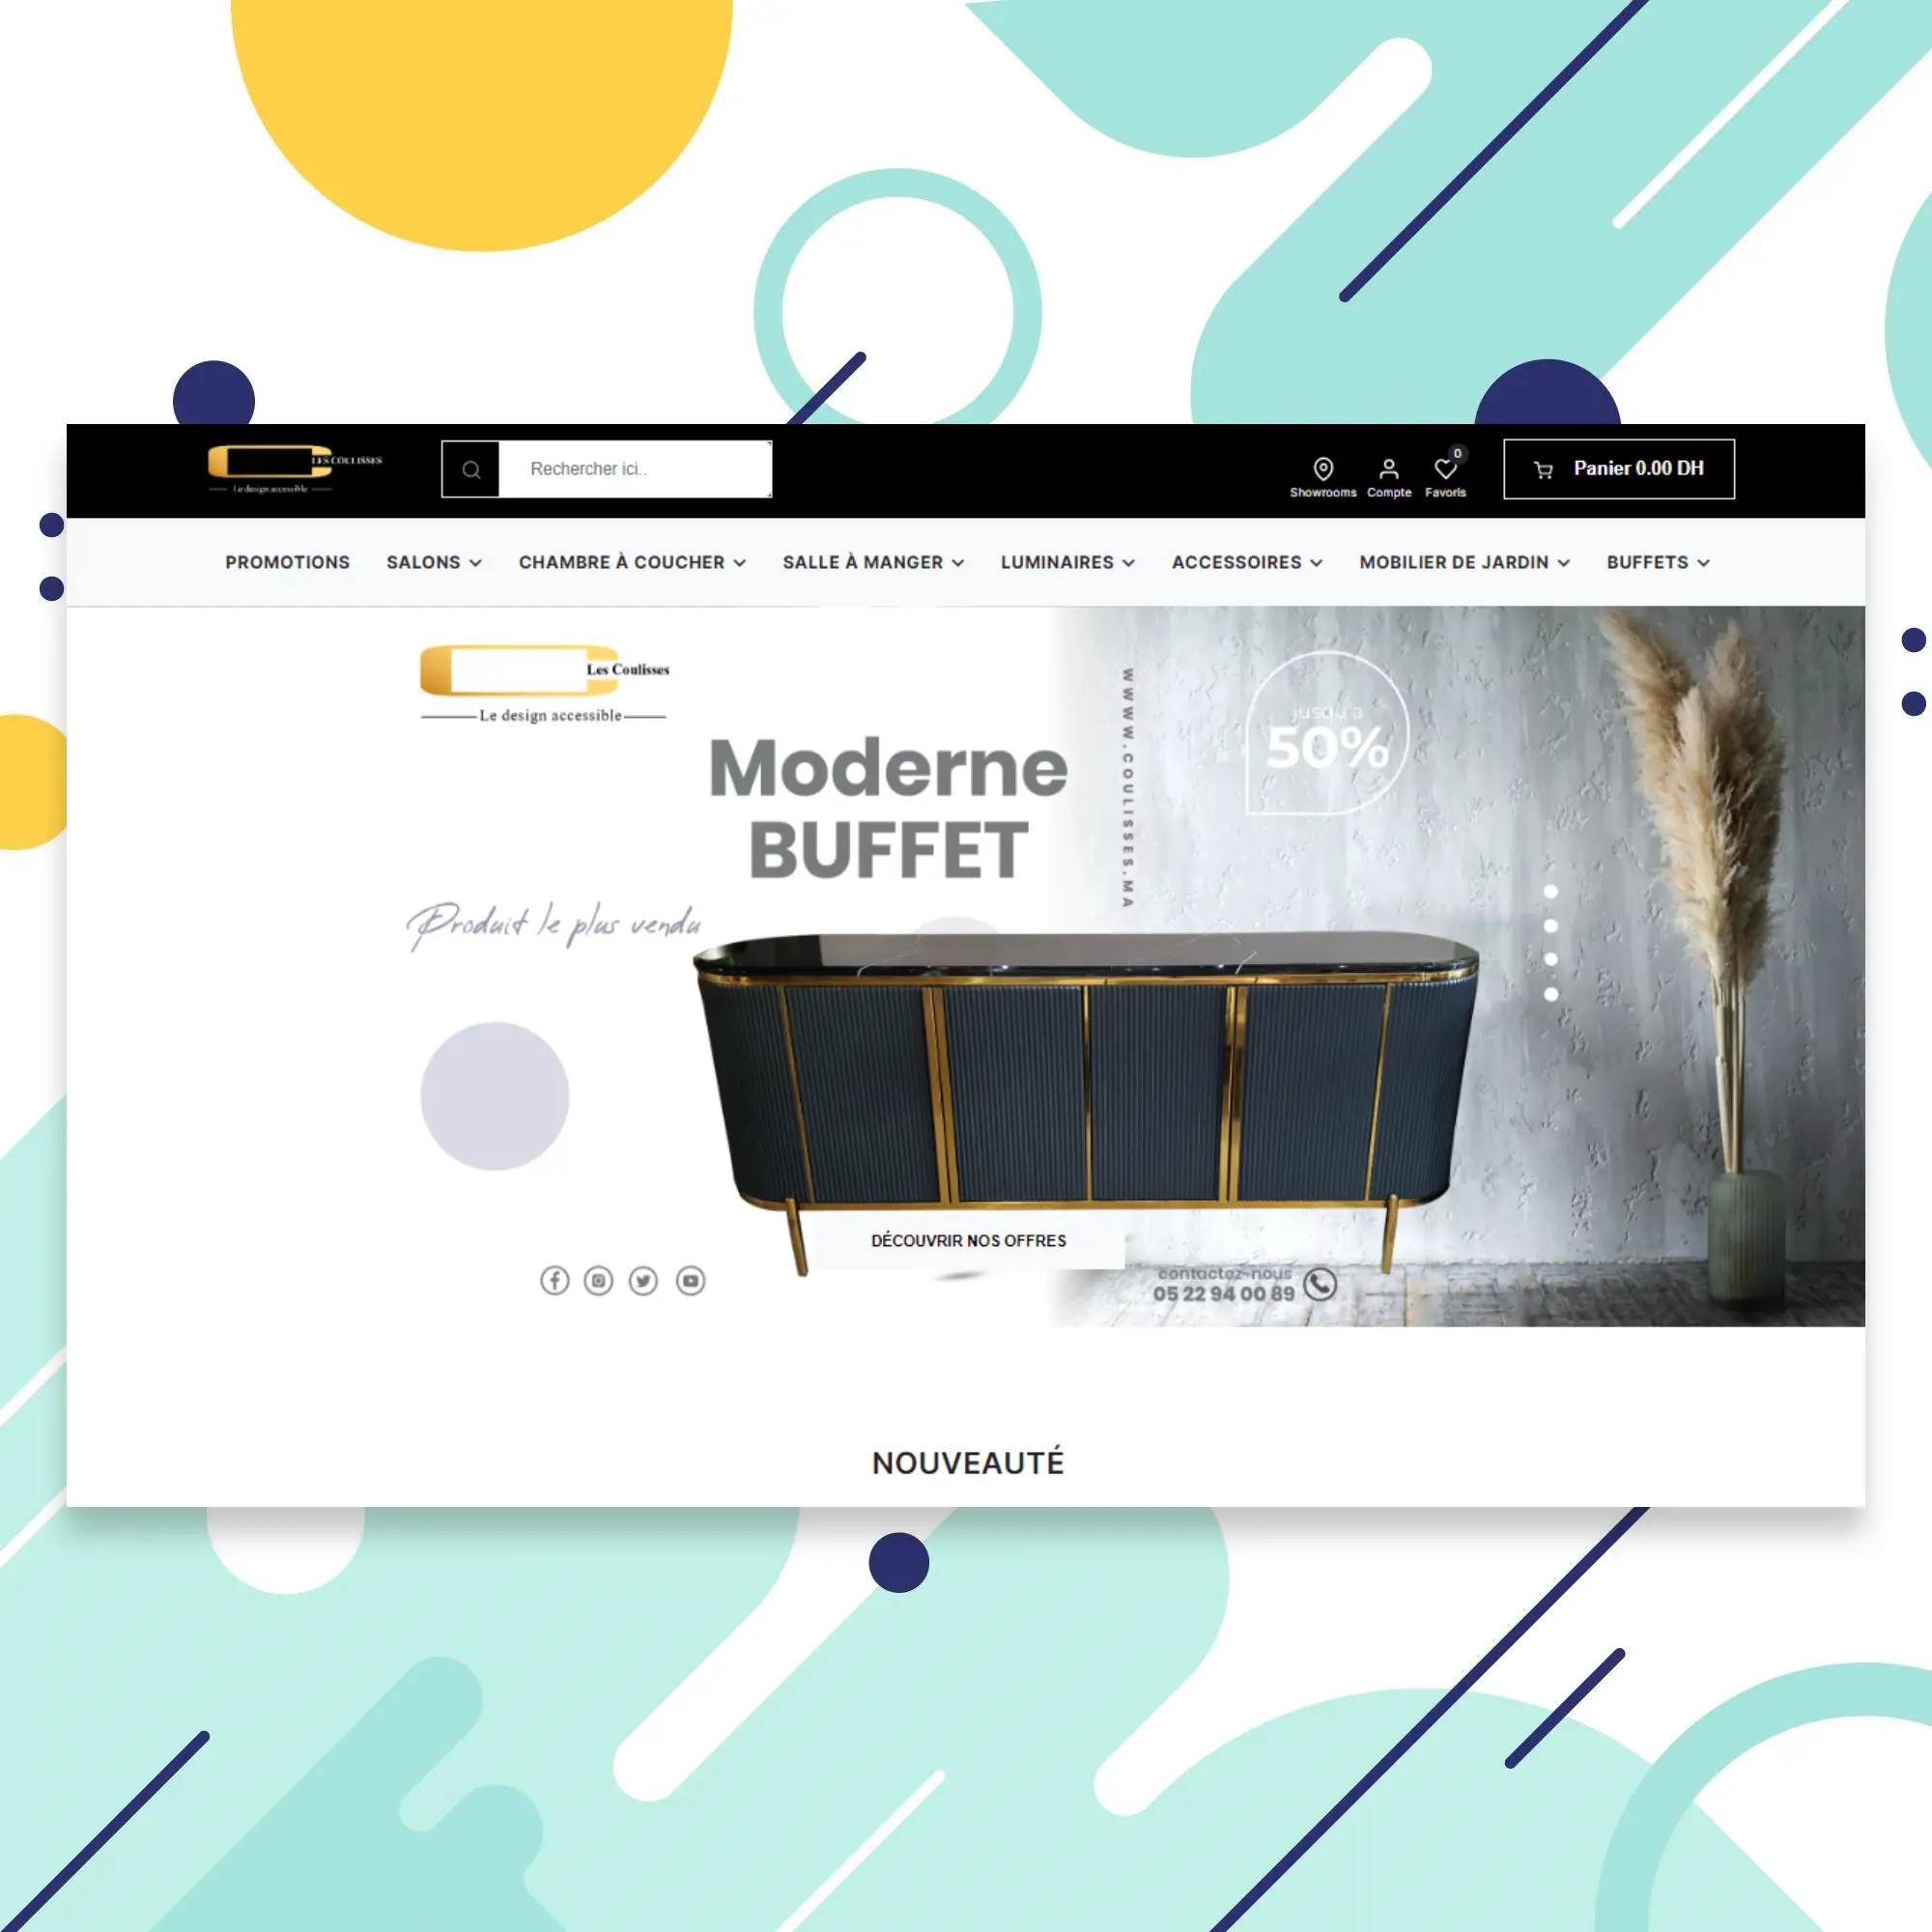 LES COULISSES
Le design accessible
Rechercher ici..
Showrooms
Compte
0
Favoris
Panier 0.00 DH
PROMOTIONS
SALONS
CHAMBRE À COUCHER
SALLE À MANGER
LUMINAIRES
ACCESSOIRES
MOBILIER DE JARDIN
BUFFETS
Les Coulisses
Le design accessible
Moderne
BUFFET
WWWW.COULISSES.MA
jusqu'a
50%
Produit le plus vendu
DÉCOUVRIR NOS OFFRES
contactez-nous
05 22 94 00 89
NOUVEAUTÉ